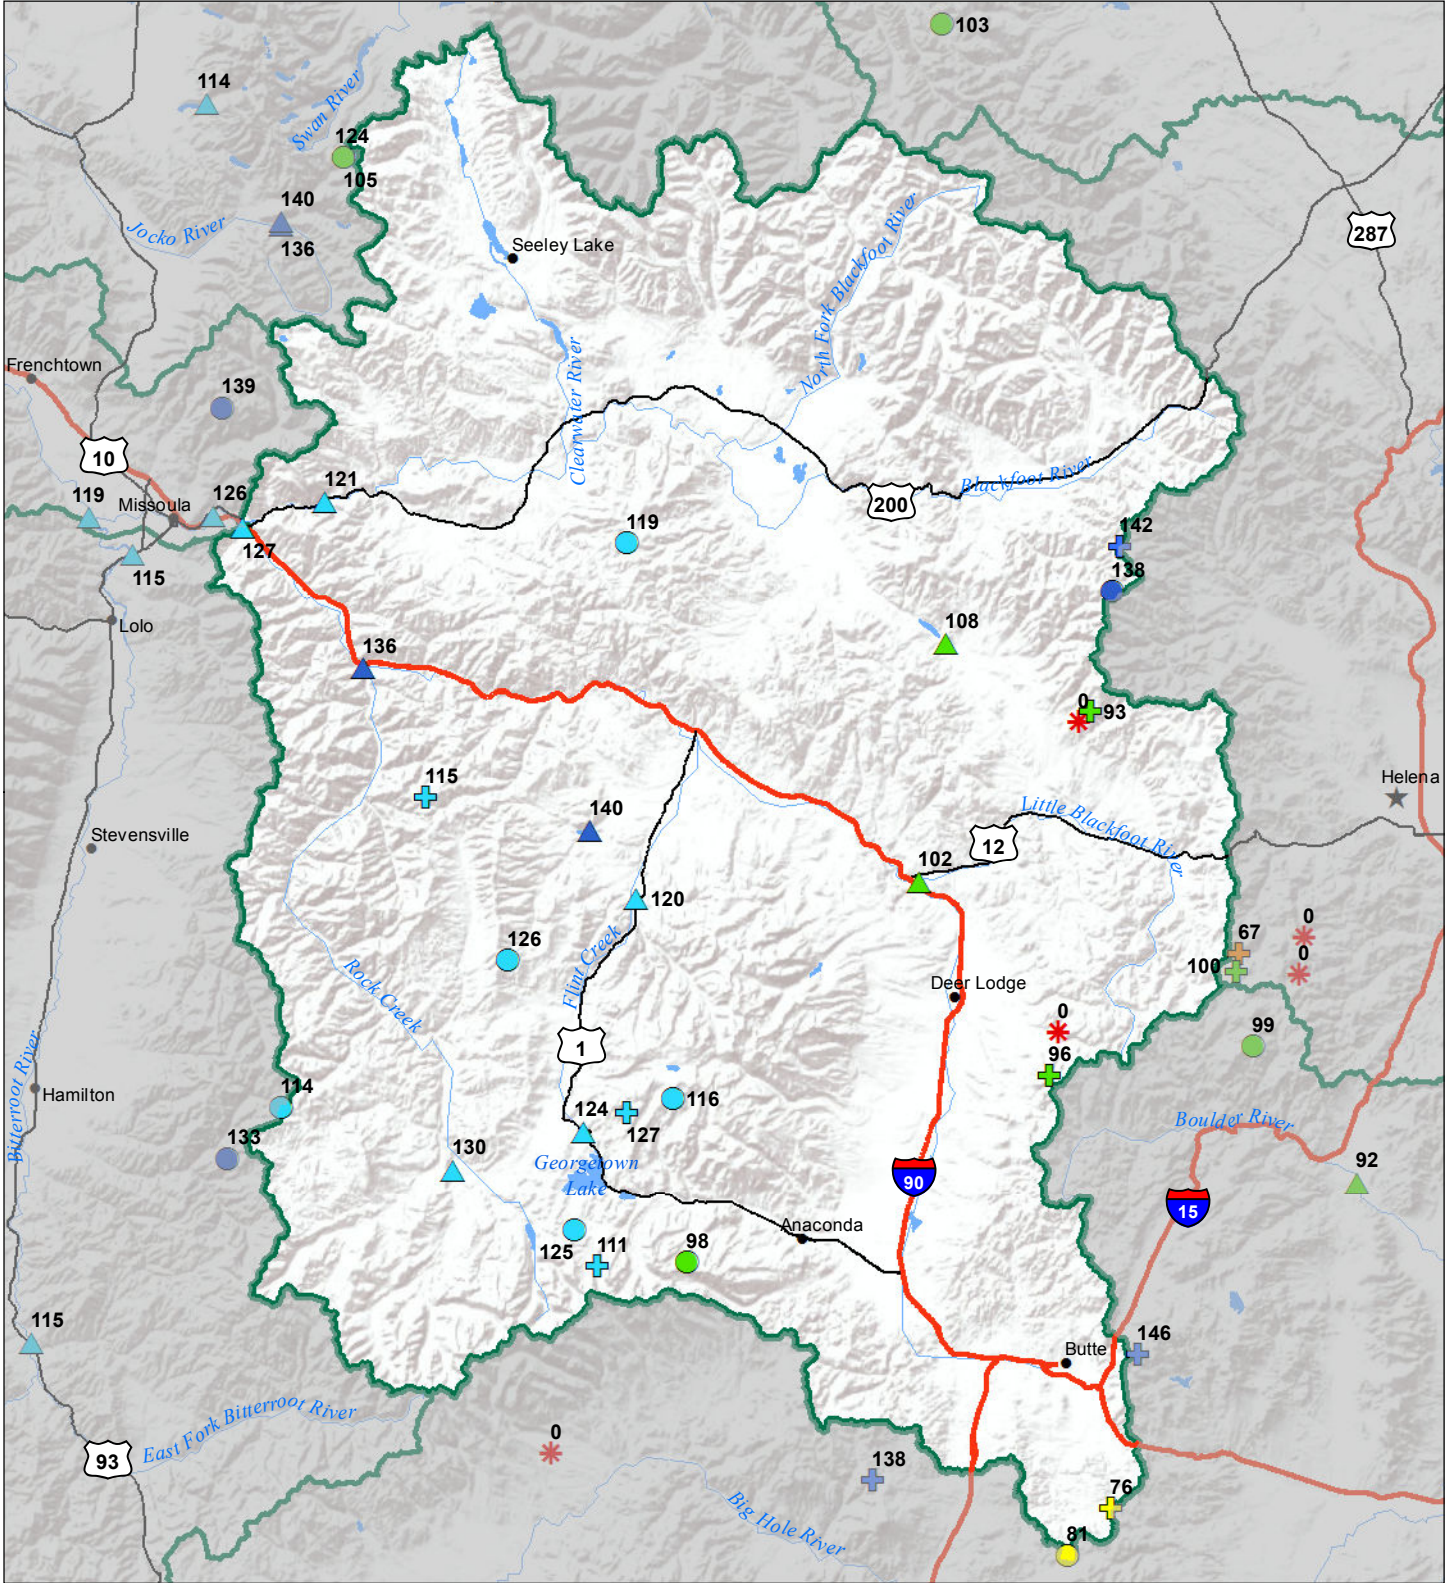 103
114
Swan River
124
105
140
136
Jocko River
287
Seeley Lake
North Fork Blackfoot River
Frenchtown
Clearwater River
139
10
119
Missoula
126
121
127
115
Blackfoot River
200
119
142
138
Lolo
108
136
0
93
115
Helena
140
Little Blackfoot River
Stevensville
12
102
120
126
67
0
100
0
Flint Creek
Rock Creek
Deer Lodge
0
99
1
96
Bitterroot River
Hamilton
114
124
127
116
Boulder River
133
130
Georgetown
Lake
90
92
15
125
111
98
Anaconda
115
146
Butte
East Fork Bitterroot River
0
93
138
76
Big Hole River
81